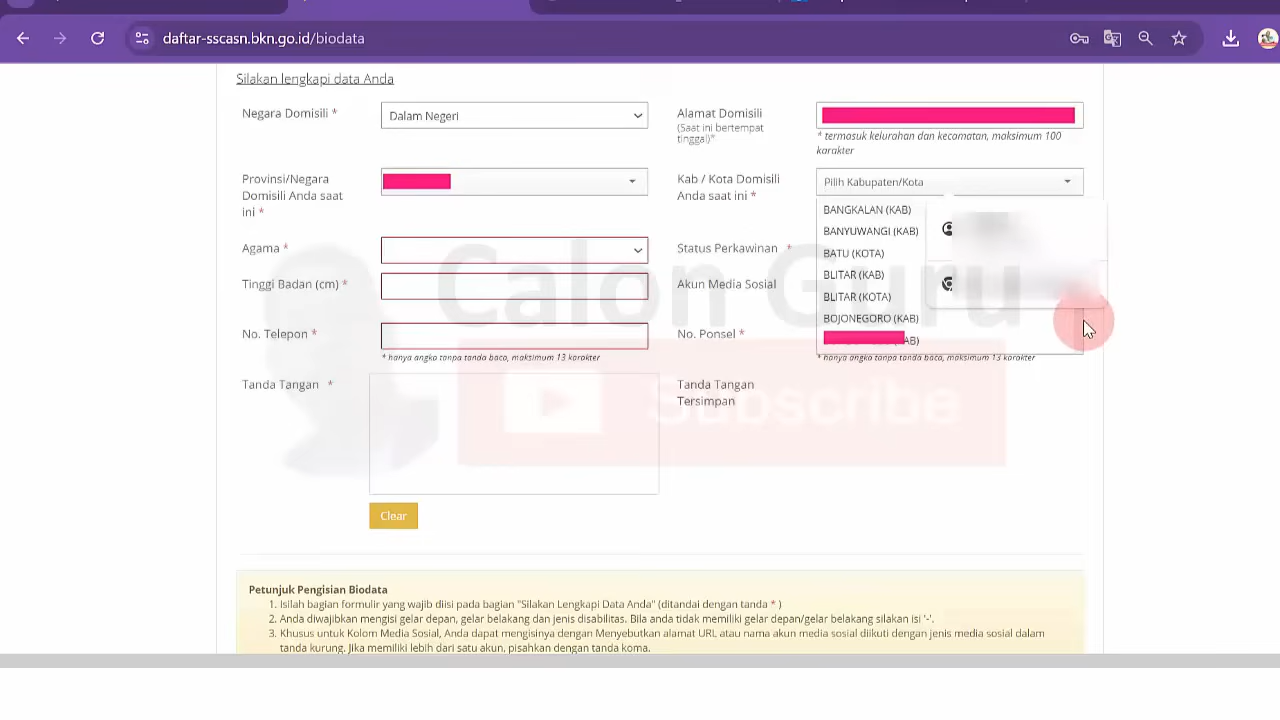 daftar-sscasn.bkn.go.id/biodata
Silakan lengkapi data Anda
Negara Domisili *
Dalam Negeri
Alamat Domisili
(Saat ini bertempat
tinggal)*
* termasuk kelurahan dan kecamatan, maksimum 100
karakter
Provinsi/Negara
Domisili Anda saat
ini *
Kab / Kota Domisili
Anda saat ini *
Pilih Kabupaten/Kota
BANGKALAN (KAB)
BANYUWANGI (KAB)
BATU (KOTA)
BLITAR (KAB)
BLITAR (KOTA)
BOJONEGORO (KAB)
AB)
Agama *
Status Perkawinan *
Tinggi Badan (cm) *
Akun Media Sosial
Calon Guru
No. Telepon *
* hanya angka tanpa tanda baca, maksimum 13 karakter
No. Ponsel *
* hanya angka tanpa tanda baca, maksimum 13 karakter
Tanda Tangan *
Tanda Tangan
Tersimpan
Subscribe
Clear
Petunjuk Pengisian Biodata
1. Isilah bagian formulir yang wajib diisi pada bagian "Silakan Lengkapi Data Anda" (ditandai dengan tanda * )
2. Anda diwajibkan mengisi gelar depan, gelar belakang dan jenis disabilitas. Bila anda tidak memiliki gelar depan/gelar belakang silakan isi '-'.
3. Khusus untuk Kolom Media Sosial, Anda dapat mengisinya dengan Menyebutkan alamat URL atau nama akun media sosial diikuti dengan jenis media sosial dalam
tanda kurung. Jika memiliki lebih dari satu akun, pisahkan dengan tanda koma.